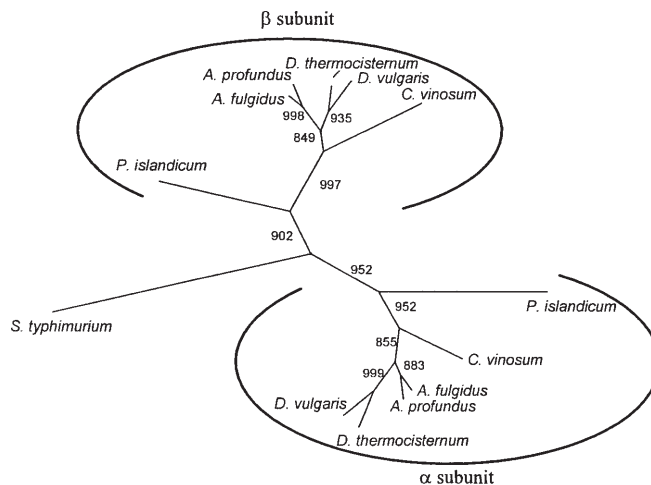 β subunit
D. thermocisternum
A. profundus
D. vulgaris
A. fulgidus
C. vinosum
998
935
849
P. islandicum
997
902
952
S. typhimurium
952
P. islandicum
855
C. vinosum
883
999
A. fulgidus
D. vulgaris
A. profundus
D. thermocisternum
α subunit